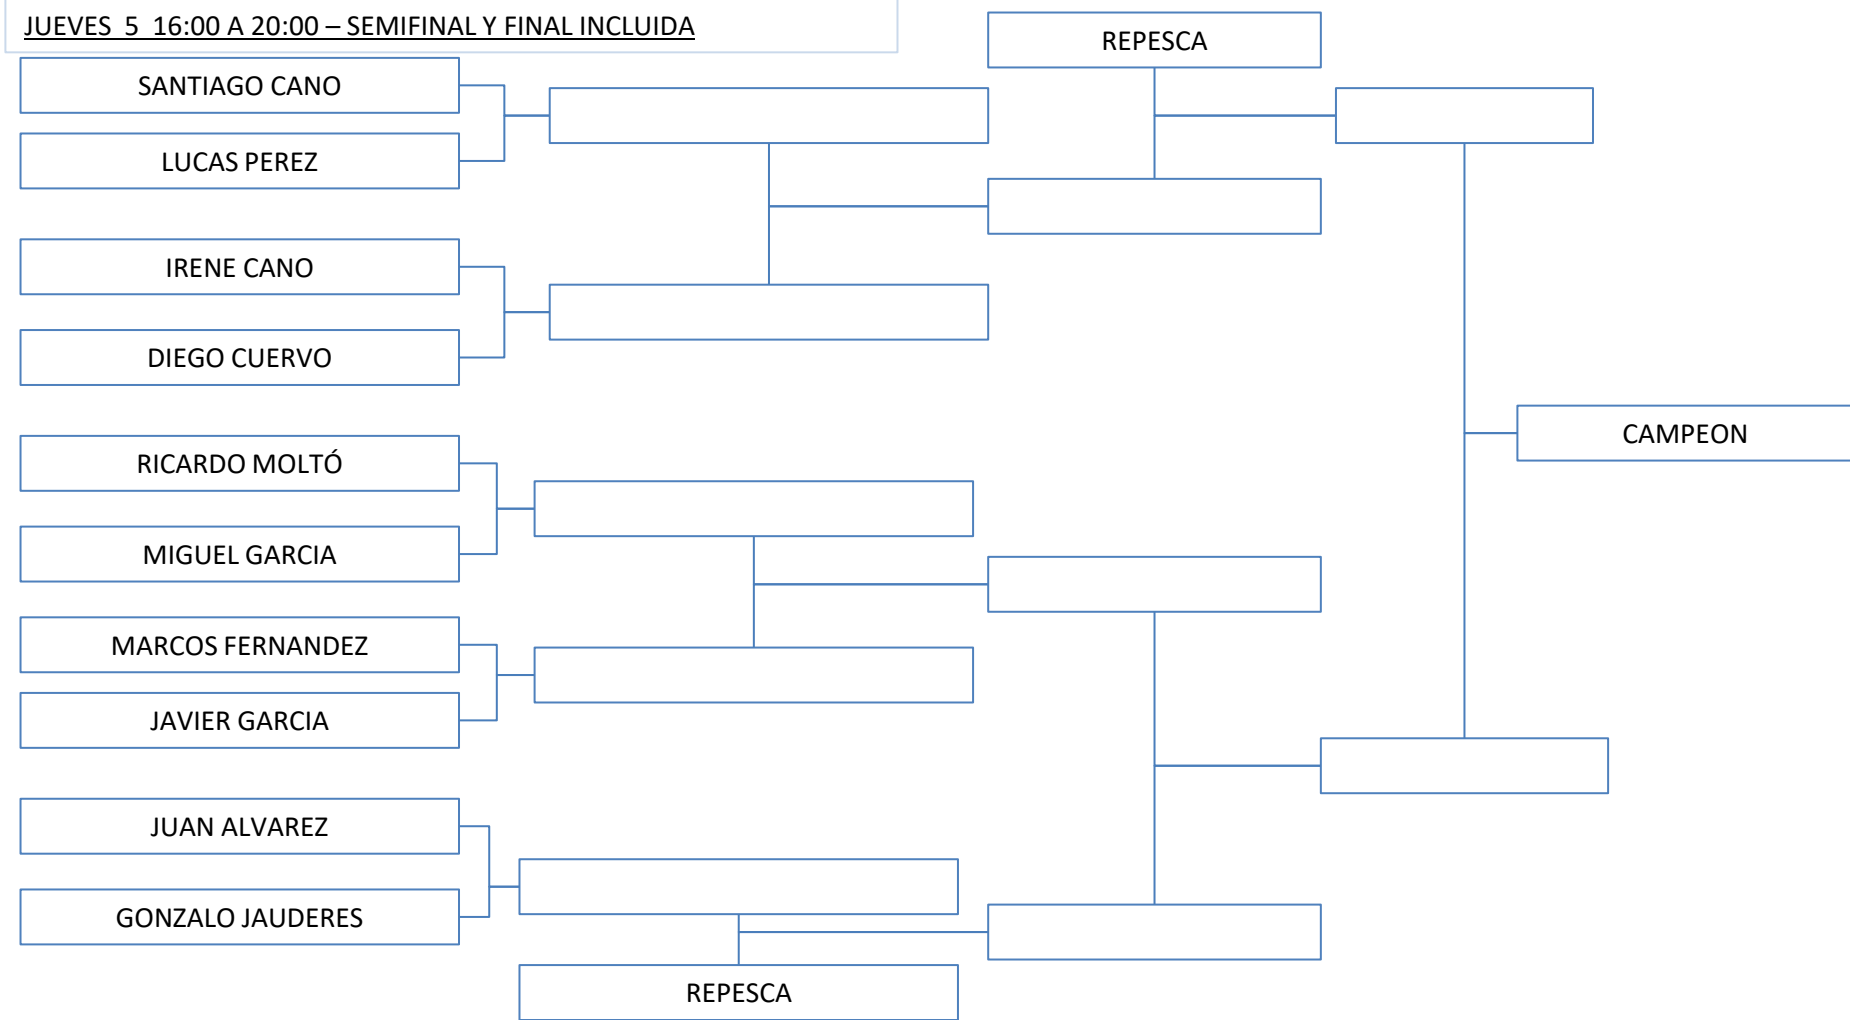 JUEVES  5  16:00 A 20:00 – SEMIFINAL Y FINAL INCLUIDA
REPESCA
SANTIAGO CANO
LUCAS PEREZ
IRENE CANO
DIEGO CUERVO
CAMPEON
RICARDO MOLTÓ
MIGUEL GARCIA
MARCOS FERNANDEZ
JAVIER GARCIA
JUAN ALVAREZ
GONZALO JAUDERES
REPESCA